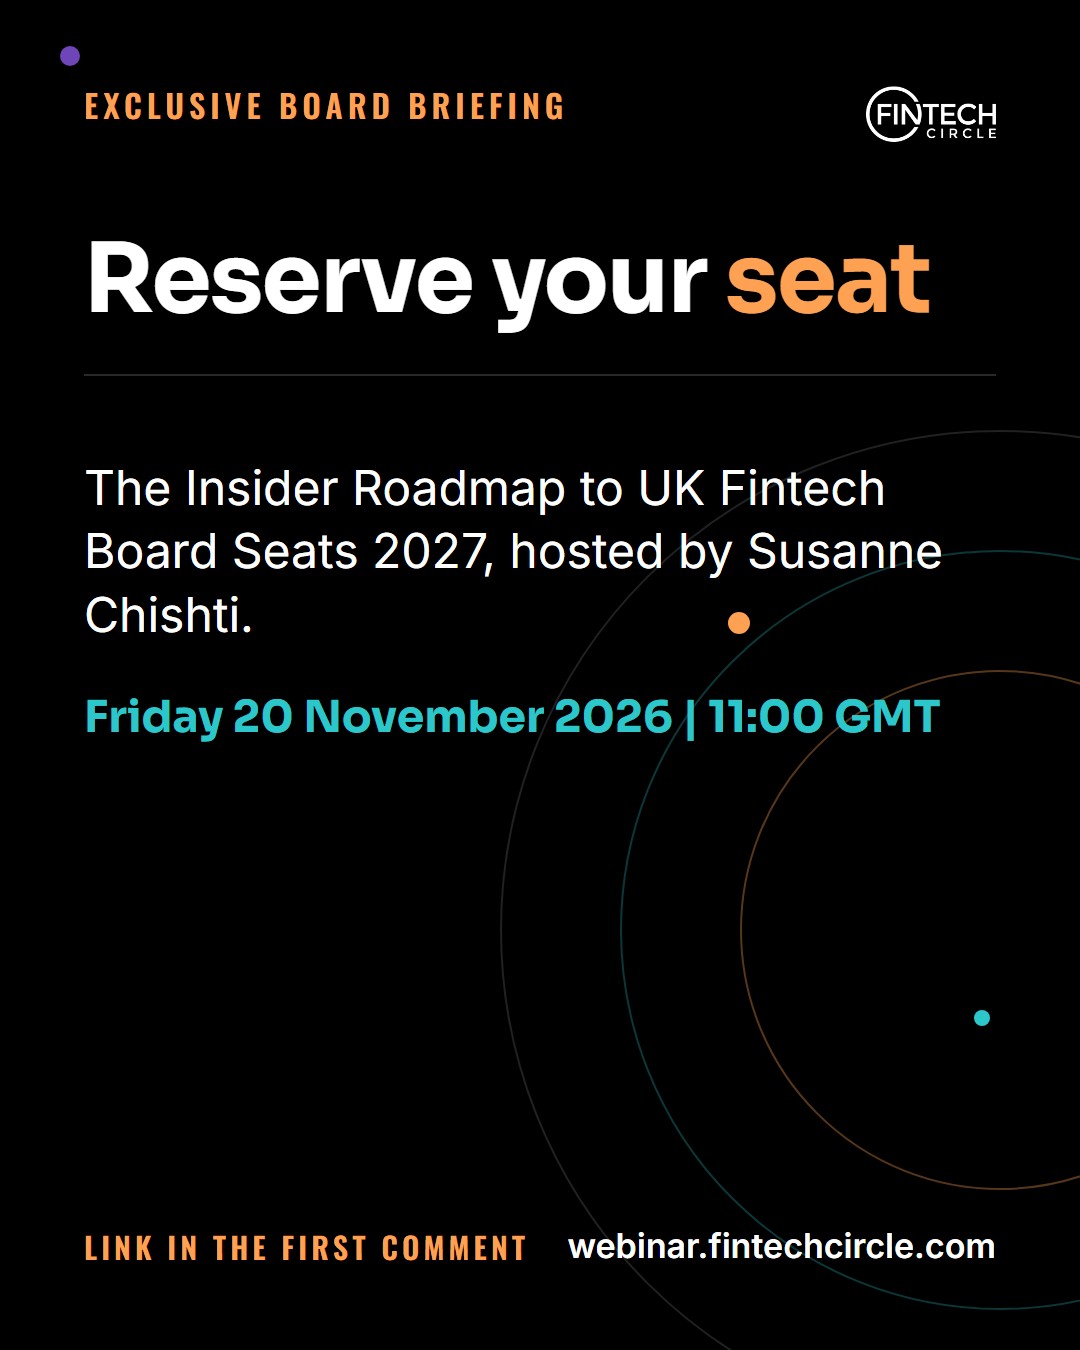 EXCLUSIVE BOARD BRIEFING
FINTECH
CIRCLE
Reserve your seat
The Insider Roadmap to UK Fintech
Board Seats 2027, hosted by Susanne
Chishti.
Friday 20 November 2026 | 11:00 GMT
LINK IN THE FIRST COMMENT
webinar.fintechcircle.com